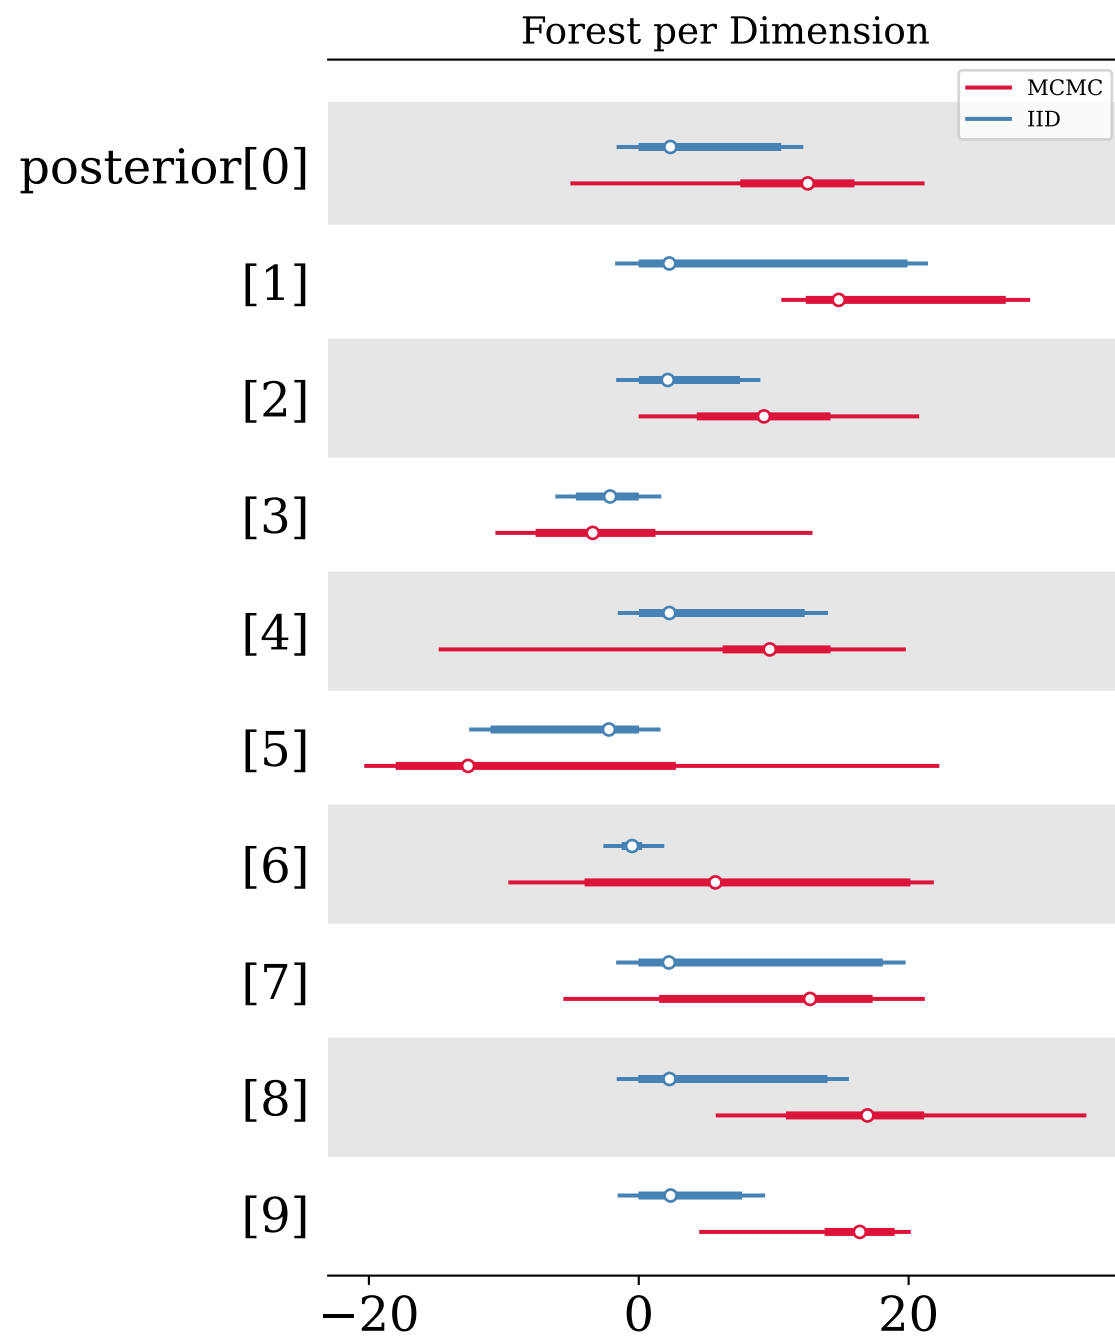 Forest per Dimension
MCMC
IID
posterior[0]
[1]
[2]
[3]
[4]
[5]
[6]
[7]
[8]
[9]
−20 0 20